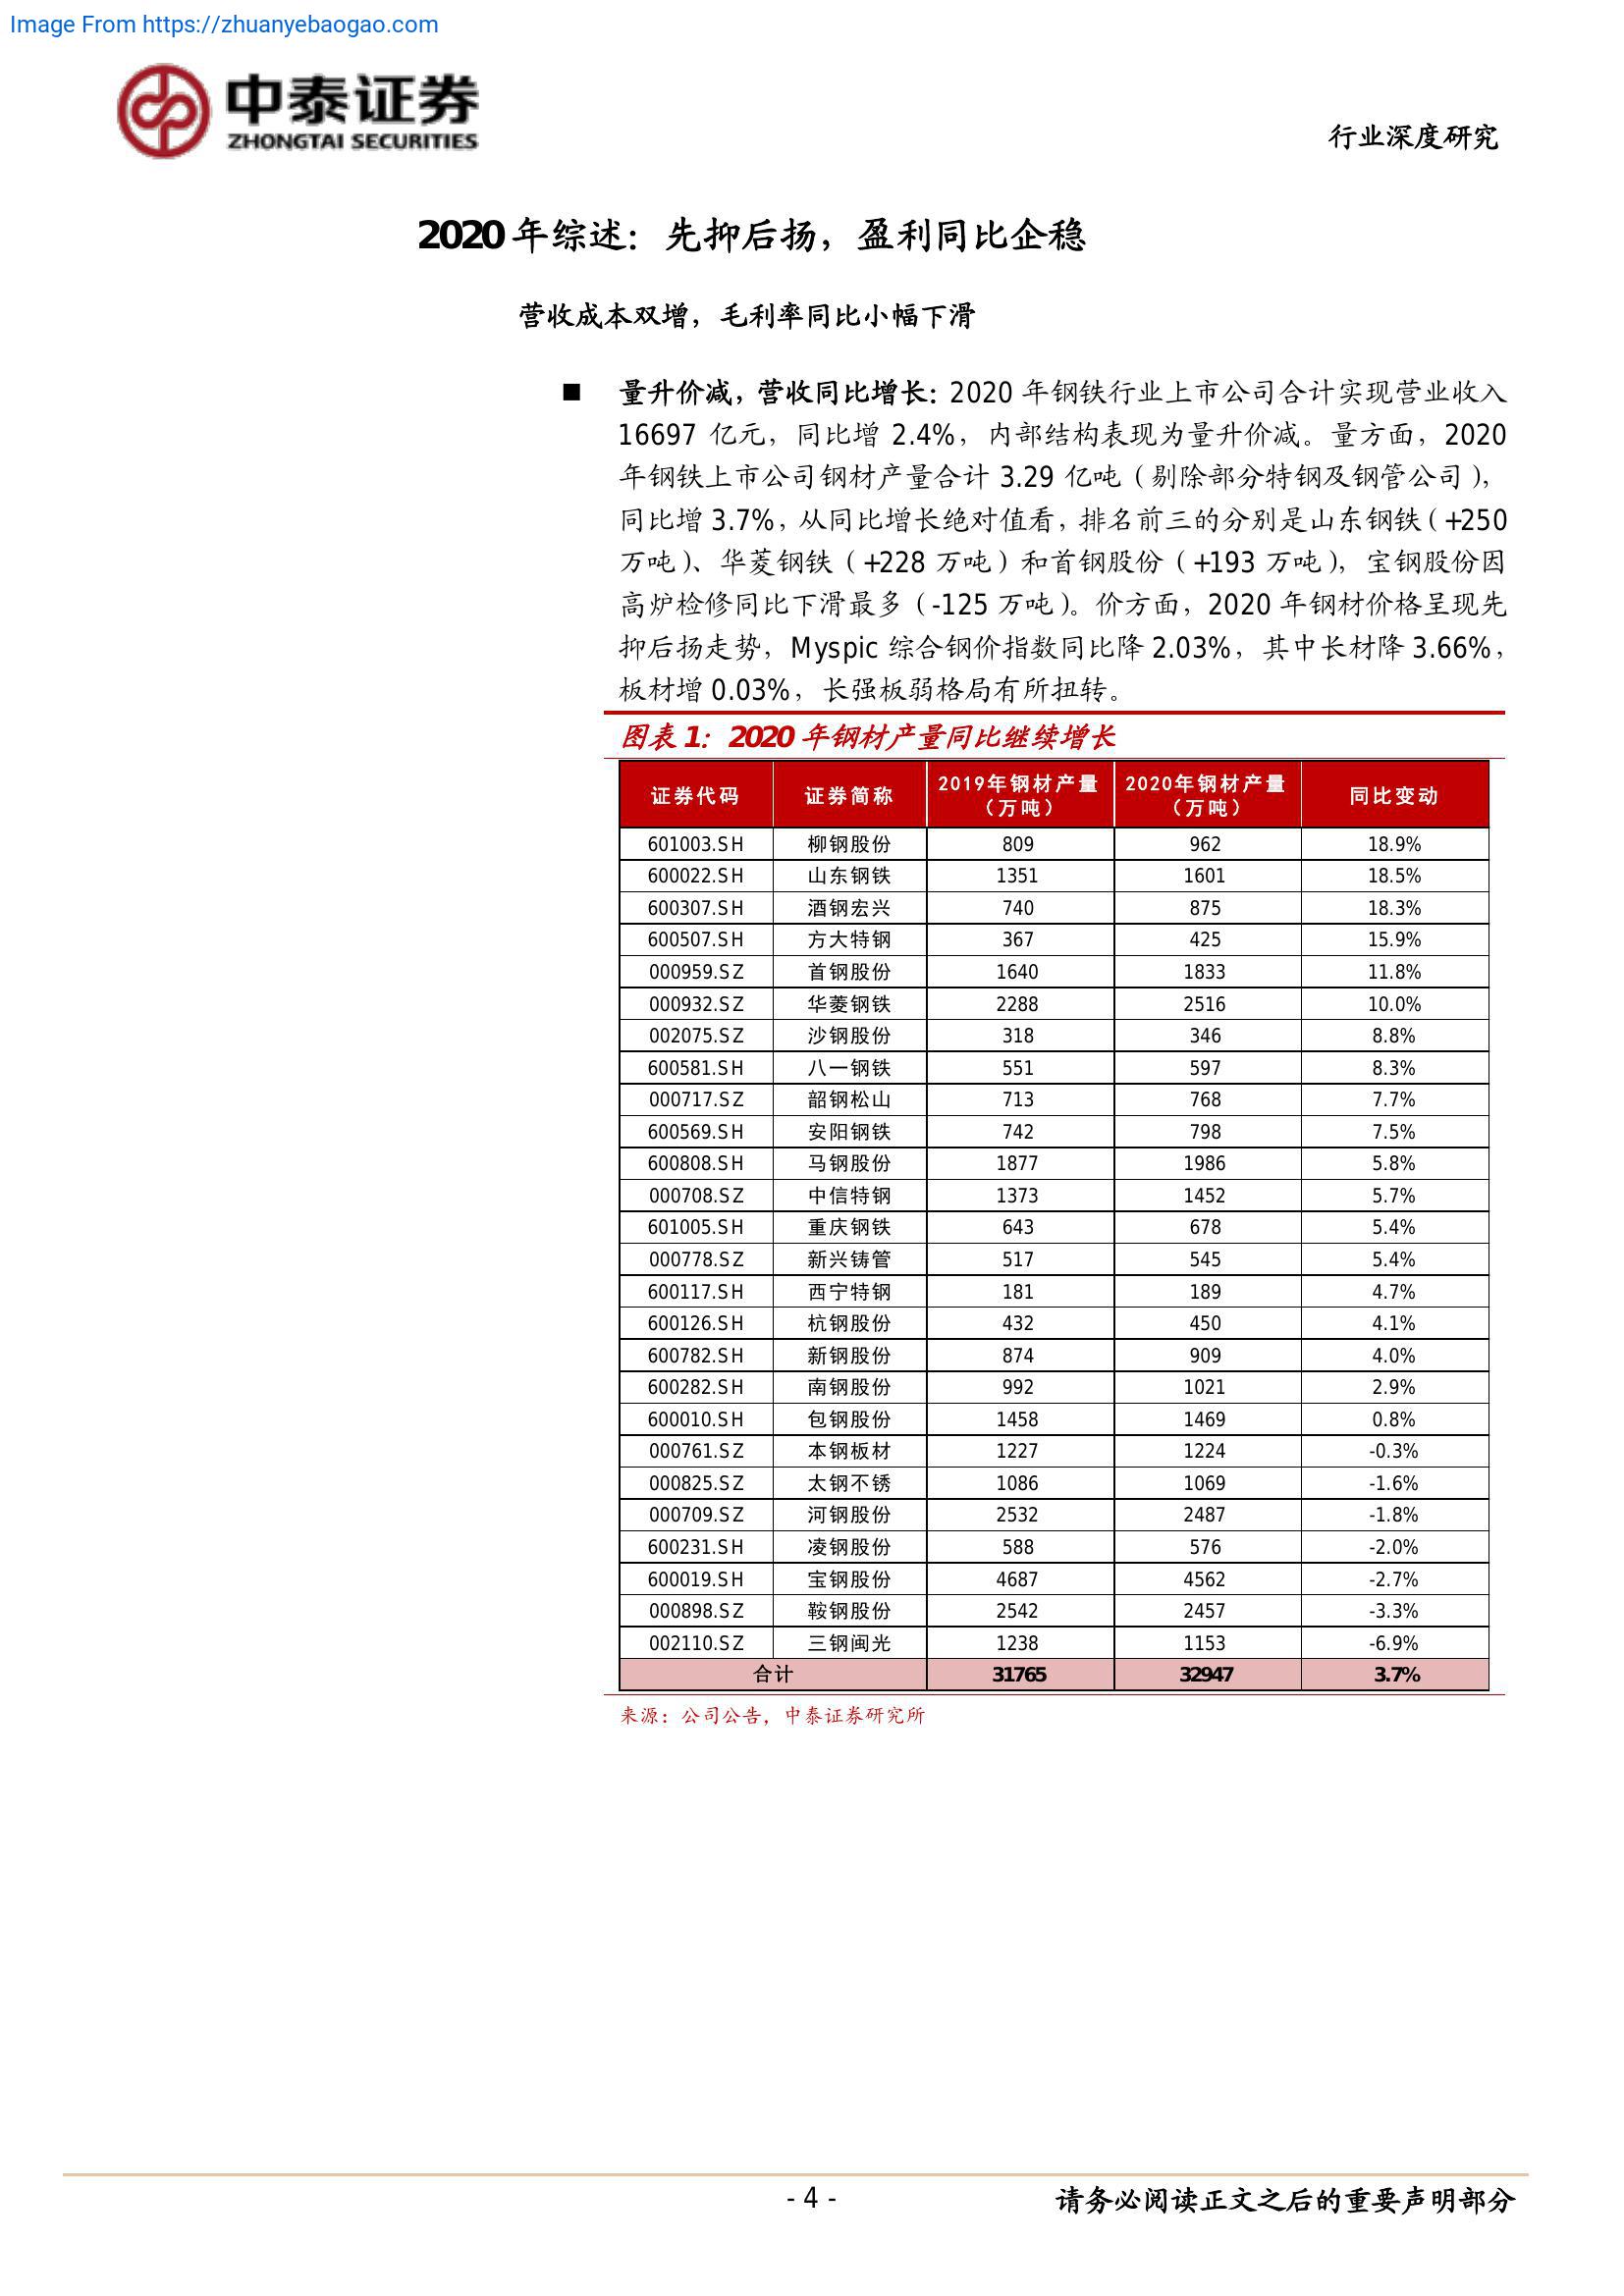 Image From https://zhuanyebaogao.com
中泰证券
ZHONGTAI SECURITIES
行业深度研究
2020 年综述：先抑后扬，盈利同比企稳
营收成本双增，毛利率同比小幅下滑
■ 量升价减，营收同比增长：2020 年钢铁行业上市公司合计实现营业收入
16697 亿元，同比增 2.4%，内部结构表现为量升价减。量方面，2020
年钢铁上市公司钢材产量合计 3.29 亿吨（剔除部分特钢及钢管公司），
同比增 3.7%，从同比增长绝对值看，排名前三的分别是山东钢铁（+250
万吨）、华菱钢铁（+228 万吨）和首钢股份（+193 万吨），宝钢股份因
高炉检修同比下滑最多（-125 万吨）。价方面，2020 年钢材价格呈现先
抑后扬走势，Myspic 综合钢价指数同比降 2.03%，其中长材降 3.66%，
板材增 0.03%，长强板弱格局有所扭转。
图表 1：2020 年钢材产量同比继续增长
证券代码 证券简称 2019年钢材产量（万吨） 2020年钢材产量（万吨） 同比变动
601003.SH 柳钢股份 809 962 18.9%
600022.SH 山东钢铁 1351 1601 18.5%
600307.SH 酒钢宏兴 740 875 18.3%
600507.SH 方大特钢 367 425 15.9%
000959.SZ 首钢股份 1640 1833 11.8%
000932.SZ 华菱钢铁 2288 2516 10.0%
002075.SZ 沙钢股份 318 346 8.8%
600581.SH 八一钢铁 551 597 8.3%
000717.SZ 韶钢松山 713 768 7.7%
600569.SH 安阳钢铁 742 798 7.5%
600808.SH 马钢股份 1877 1986 5.8%
000708.SZ 中信特钢 1373 1452 5.7%
601005.SH 重庆钢铁 643 678 5.4%
000778.SZ 新兴铸管 517 545 5.4%
600117.SH 西宁特钢 181 189 4.7%
600126.SH 杭钢股份 432 450 4.1%
600782.SH 新钢股份 874 909 4.0%
600282.SH 南钢股份 992 1021 2.9%
600010.SH 包钢股份 1458 1469 0.8%
000761.SZ 本钢板材 1227 1224 -0.3%
000825.SZ 太钢不锈 1086 1069 -1.6%
000709.SZ 河钢股份 2532 2487 -1.8%
600231.SH 凌钢股份 588 576 -2.0%
600019.SH 宝钢股份 4687 4562 -2.7%
000898.SZ 鞍钢股份 2542 2457 -3.3%
002110.SZ 三钢闽光 1238 1153 -6.9%
合计 31765 32947 3.7%
来源：公司公告，中泰证券研究所
- 4 -
请务必阅读正文之后的重要声明部分